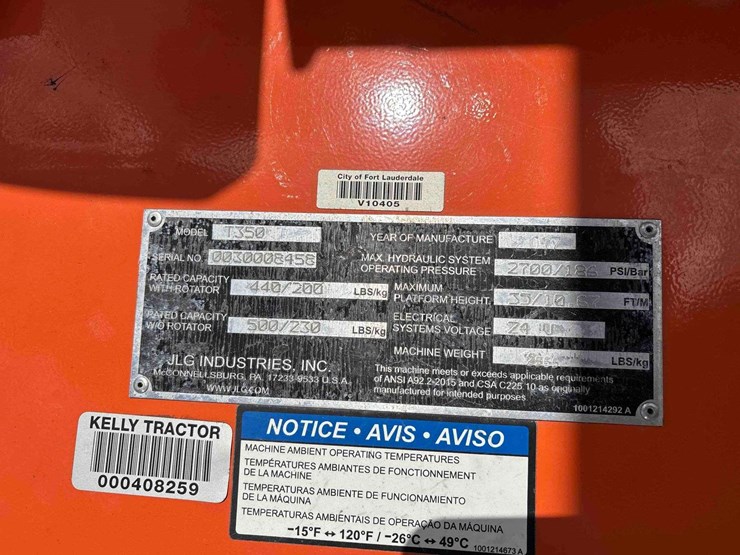 City of Fort Lauderdale
V10405
MODEL T350
SERIAL NO. 0030008458
RATED CAPACITY
WITH ROTATOR 440/200 LBS/kg
RATED CAPACITY
W/O ROTATOR 500/230 LBS/kg
JLG INDUSTRIES, INC.
McCONNELLSBURG, PA. 17233-9533 U.S.A.
WWW.JLG.COM
YEAR OF MANUFACTURE
MAX. HYDRAULIC SYSTEM
OPERATING PRESSURE 2700/186 PSI/Bar
MAXIMUM
PLATFORM HEIGHT 35/10.67 FT/M
ELECTRICAL
SYSTEMS VOLTAGE 24
MACHINE WEIGHT LBS/kg
This machine meets or exceeds applicable requirements
of ANSI A92.2-2015 and CSA C225.10 as originally
manufactured for intended purposes.
1001214292 A
KELLY TRACTOR
000408259
NOTICE • AVIS • AVISO
MACHINE AMBIENT OPERATING TEMPERATURES
TEMPÉRATURES AMBIANTES DE FONCTIONNEMENT
DE LA MACHINE
TEMPERATURAS AMBIENTE DE FUNCIONAMIENTO
DE LA MÁQUINA
TEMPERATURAS AMBIENTAIS DE OPERAÇÃO DA MÁQUINA
-15°F ↔ 120°F / -26°C ↔ 49°C
1001214673 A